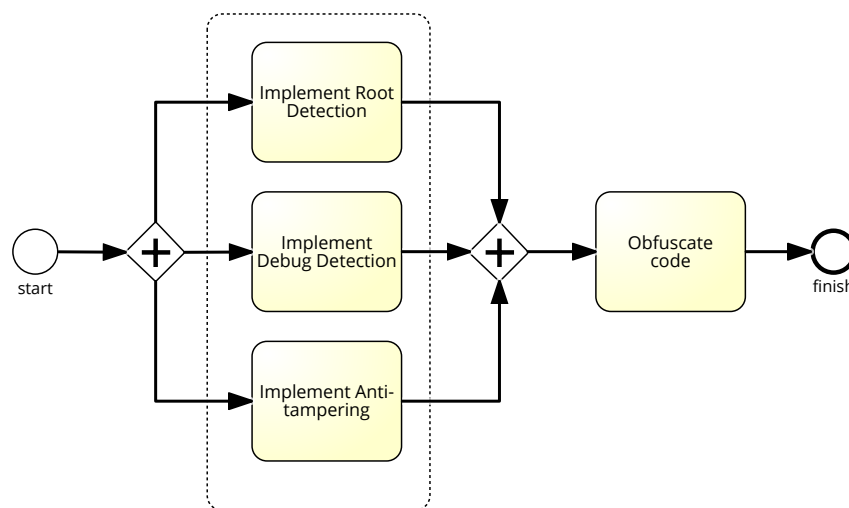 Implement Root
Detection
Implement
Debug Detection
Obfuscate
code
start
finish
Implement Anti-
tampering